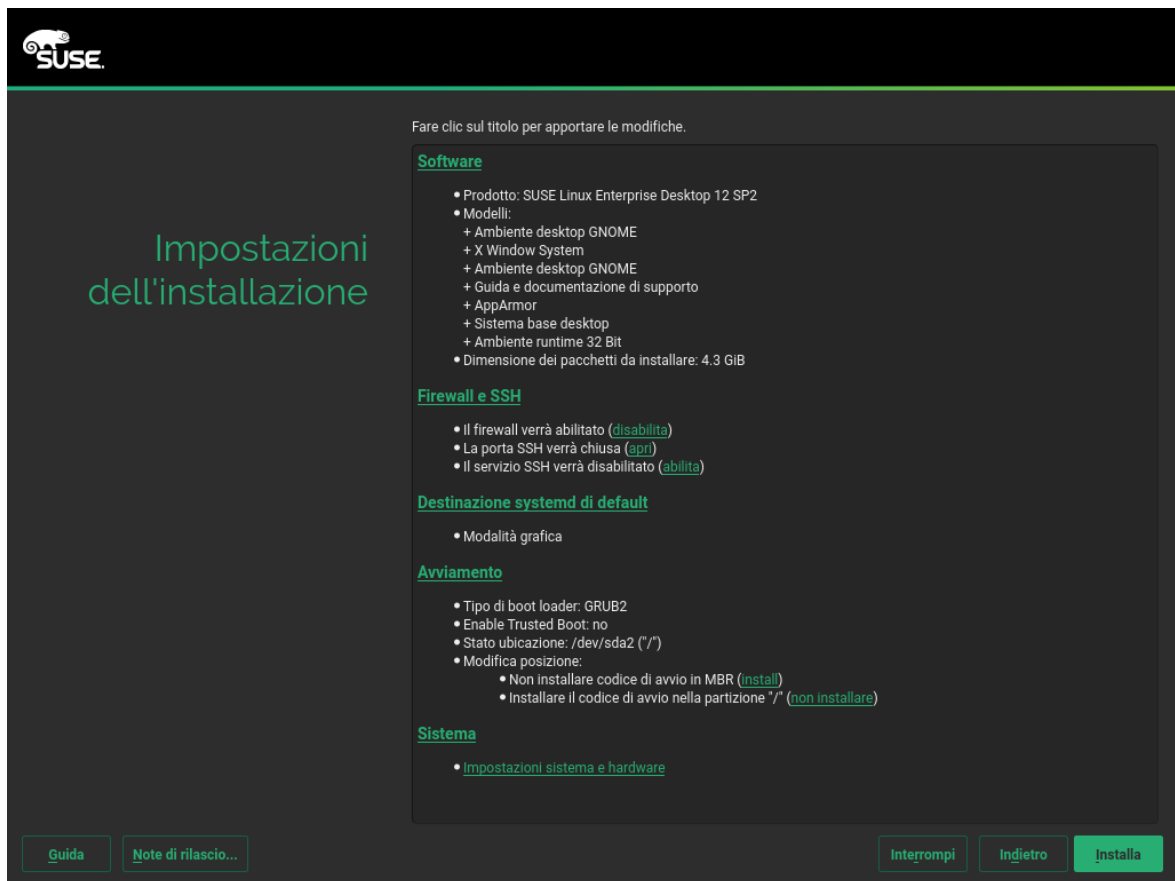 SUSE.
Fare clic sul titolo per apportare le modifiche.
Impostazioni
dell'installazione
Software
Prodotto: SUSE Linux Enterprise Desktop 12 SP2
Modelli:
+ Ambiente desktop GNOME
+ X Window System
+ Ambiente desktop GNOME
+ Guida e documentazione di supporto
+ AppArmor
+ Sistema base desktop
+ Ambiente runtime 32 Bit
Dimensione dei pacchetti da installare: 4.3 GiB
Firewall e SSH
Il firewall verrà abilitato (disabilita)
La porta SSH verrà chiusa (apri)
Il servizio SSH verrà disabilitato (abilita)
Destinazione systemd di default
Modalità grafica
Avviamento
Tipo di boot loader: GRUB2
Enable Trusted Boot: no
Stato ubicazione: /dev/sda2 ("/")
Modifica posizione:
Non installare codice di avvio in MBR (install)
Installare il codice di avvio nella partizione "/" (non installare)
Sistema
Impostazioni sistema e hardware
Guida
Note di rilascio...
Interrompi
Indietro
Installa